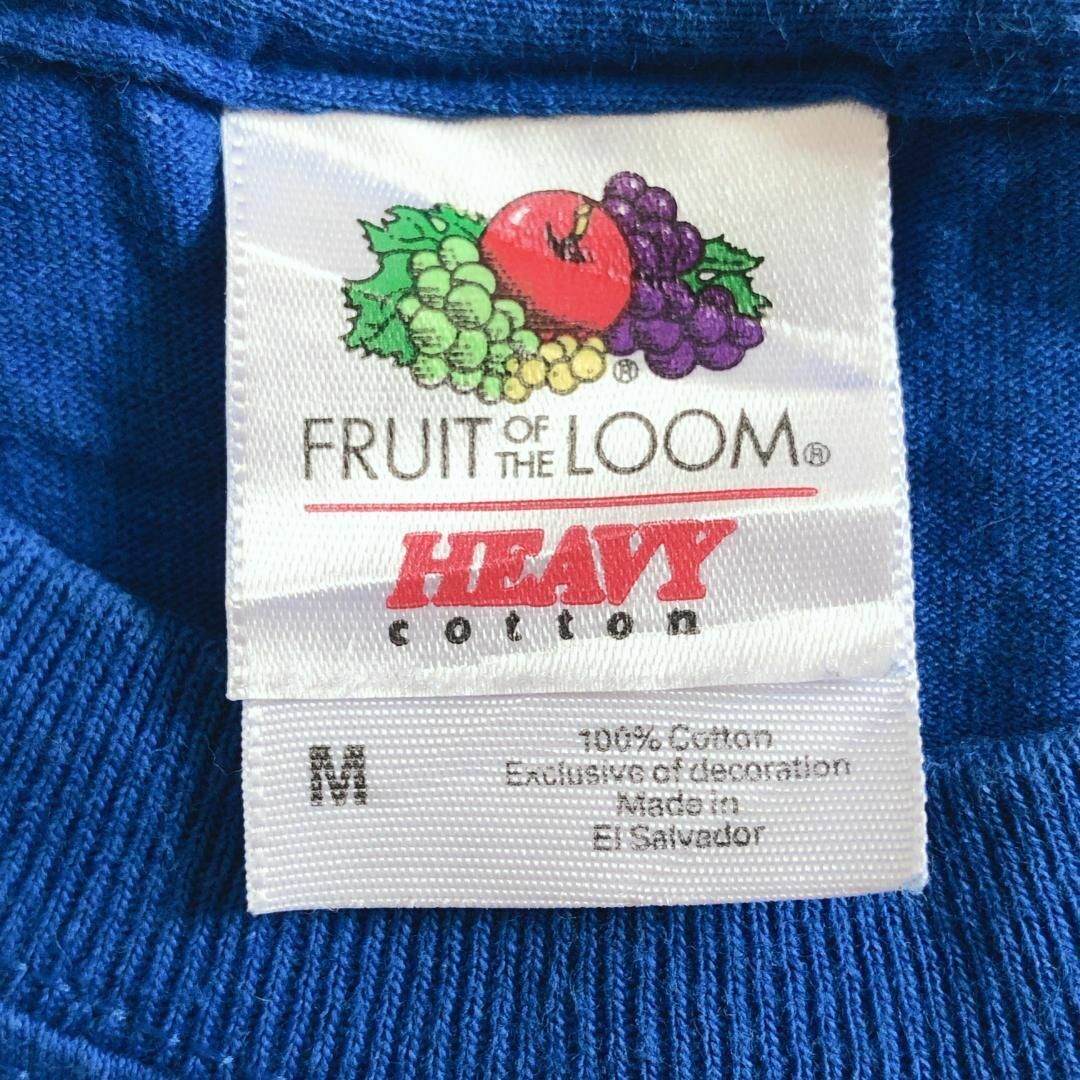 ®
FRUIT OF THE LOOM®
HEAVY
cotton
M
100% Cotton
Exclusive of decoration
Made in
El Salvador